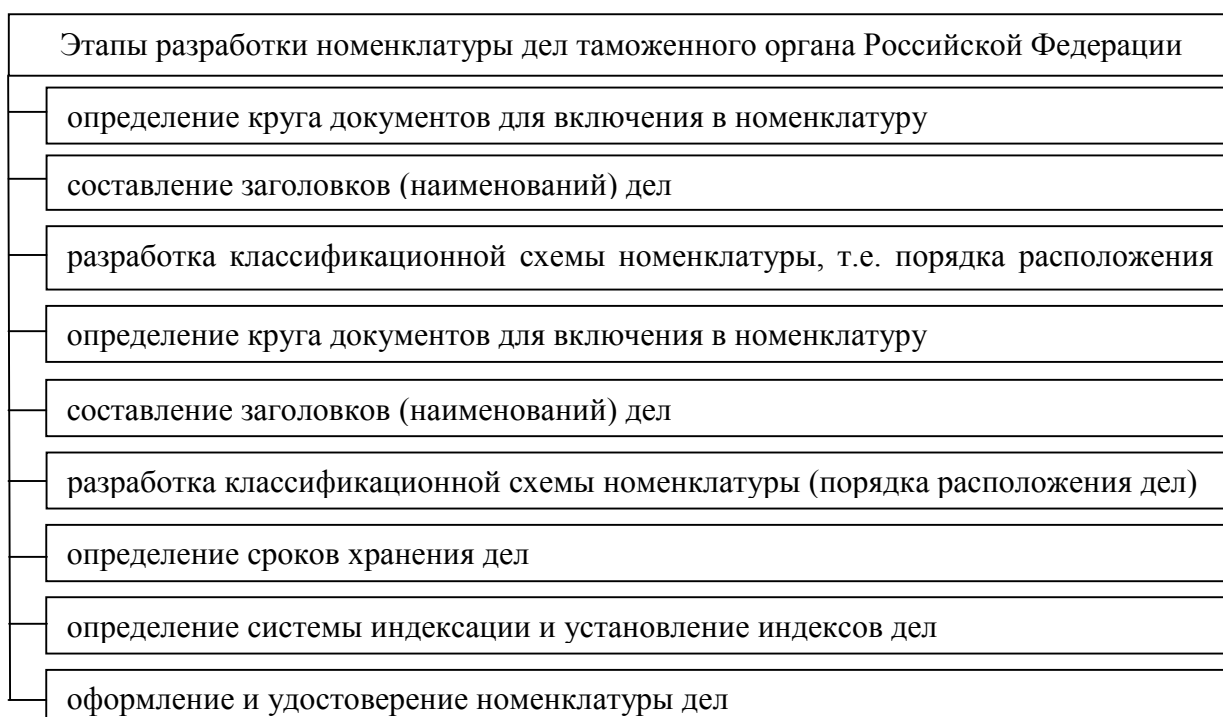 Этапы разработки номенклатуры дел таможенного органа Российской Федерации
определение круга документов для включения в номенклатуру
составление заголовков (наименований) дел
разработка классификационной схемы номенклатуры, т.е. порядка расположения
определение круга документов для включения в номенклатуру
составление заголовков (наименований) дел
разработка классификационной схемы номенклатуры (порядка расположения дел)
определение сроков хранения дел
определение системы индексации и установление индексов дел
оформление и удостоверение номенклатуры дел